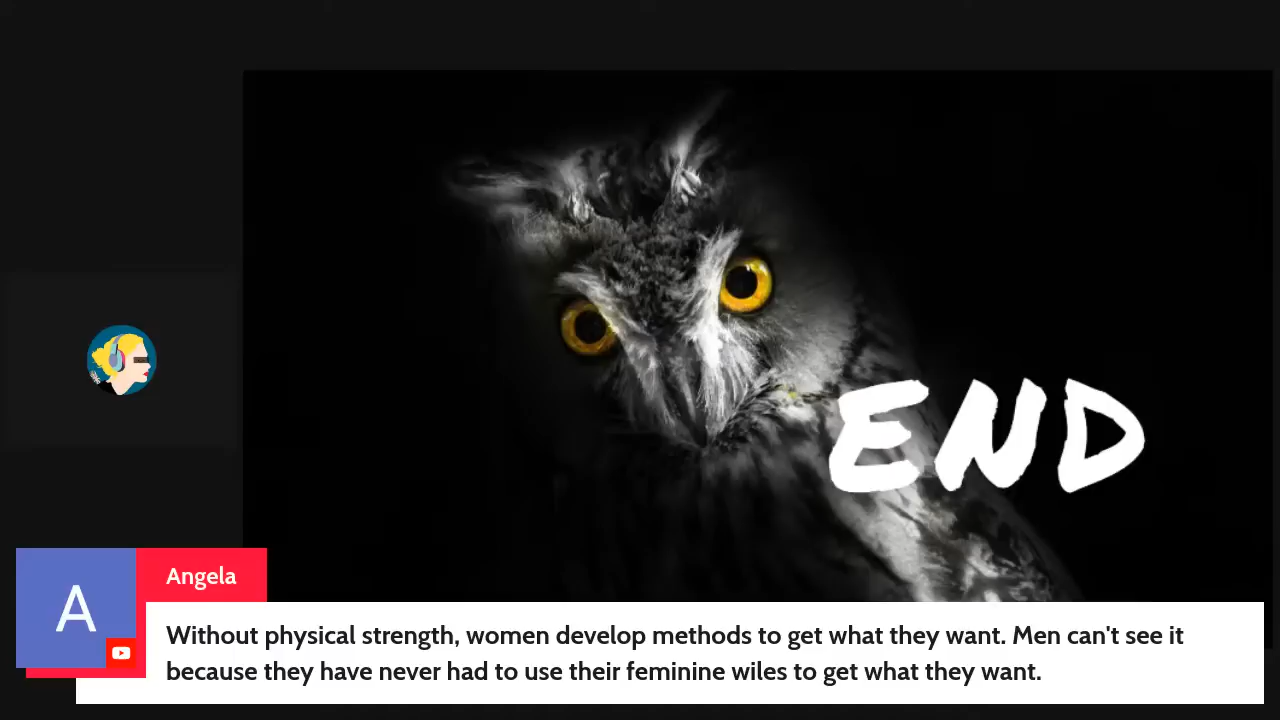 END
A
Angela
Without physical strength, women develop methods to get what they want. Men can't see it
because they have never had to use their feminine wiles to get what they want.